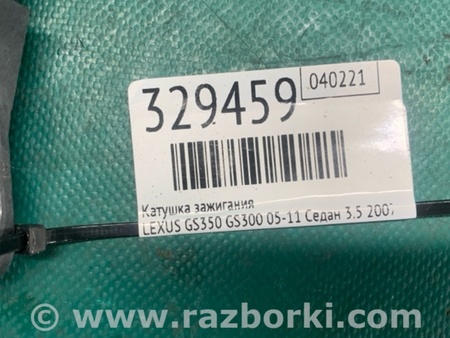 329459
040221
Катушка зажигания
LEXUS GS350 GS300 05-11 Седан 3.5 2007
© www.razborki.com